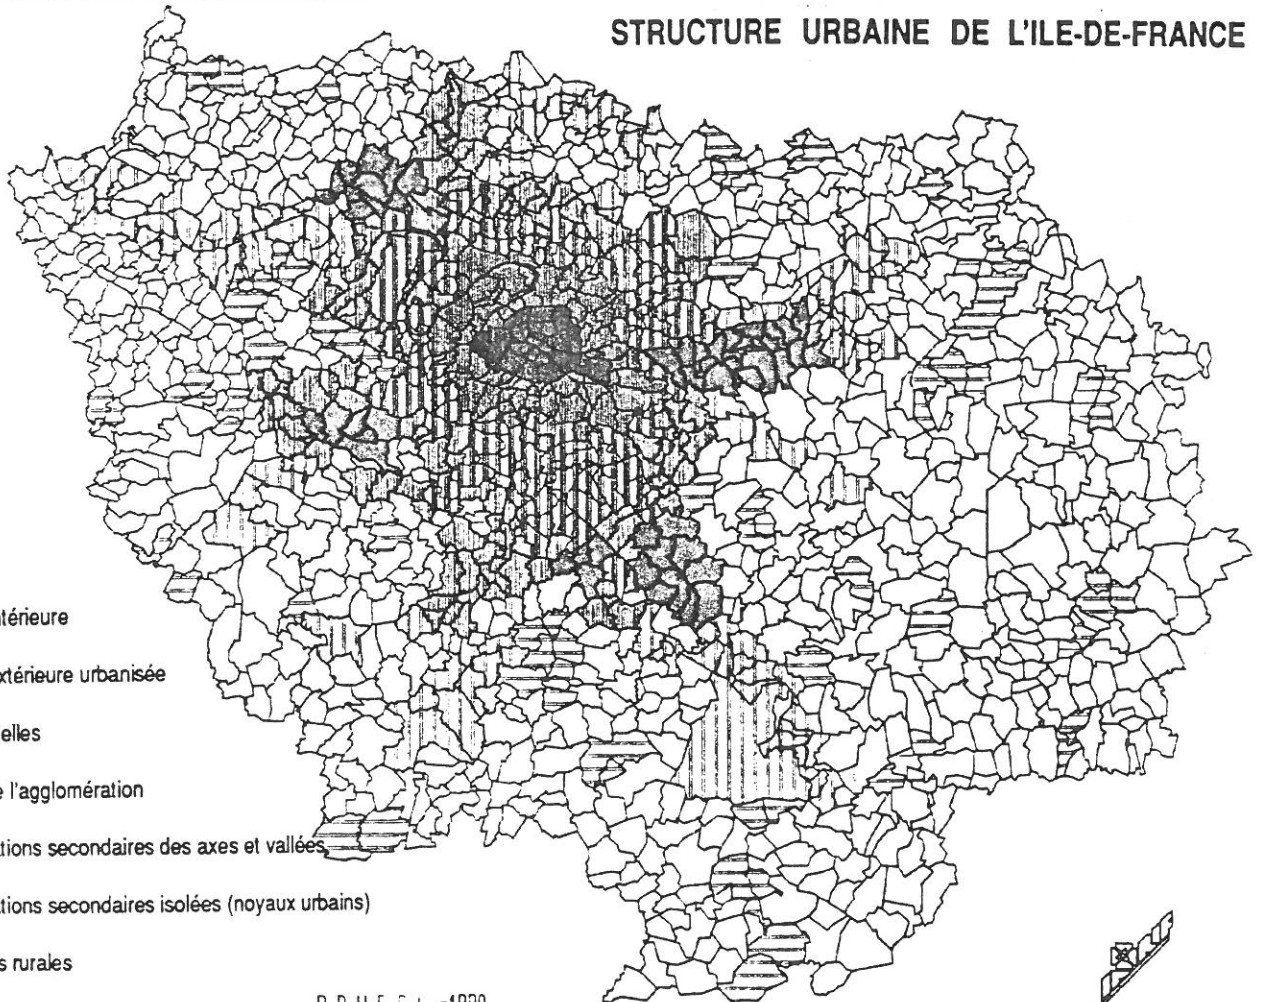 STRUCTURE URBAINE DE L'ILE-DE-FRANCE
térieure
xtérieure urbanisée
elles
e l'agglomération
tions secondaires des axes et vallées
tions secondaires isolées (noyaux urbains)
s rurales